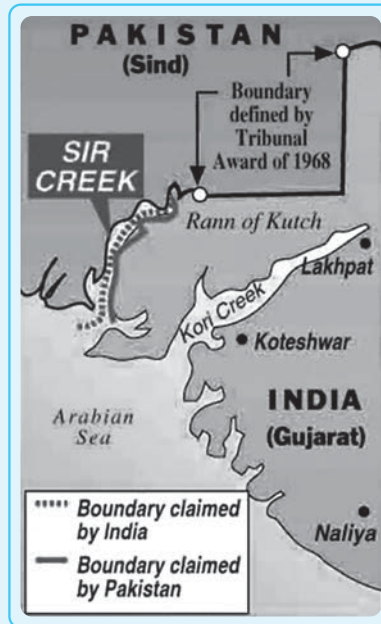 PAKISTAN
(Sind)
Boundary
defined by
Tribunal
Award of 1968
SIR
CREEK
Rann of Kutch
Lakhpat
Kori Creek
Koteshwar
INDIA
(Gujarat)
Arabian
Sea
Naliya
Boundary claimed
by India
Boundary claimed
by Pakistan